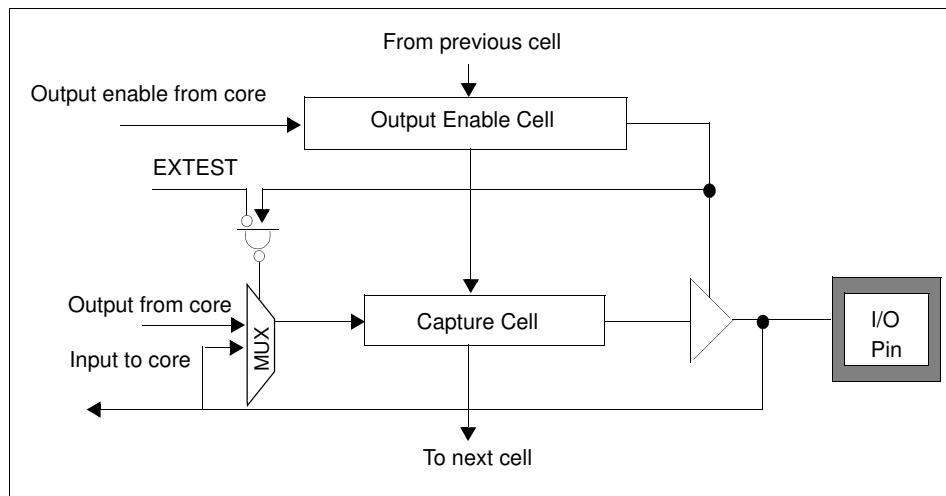 From previous cell
Output enable from core
Output Enable Cell
EXTEST
Output from core
Input to core
MUX
Capture Cell
I/O
Pin
To next cell